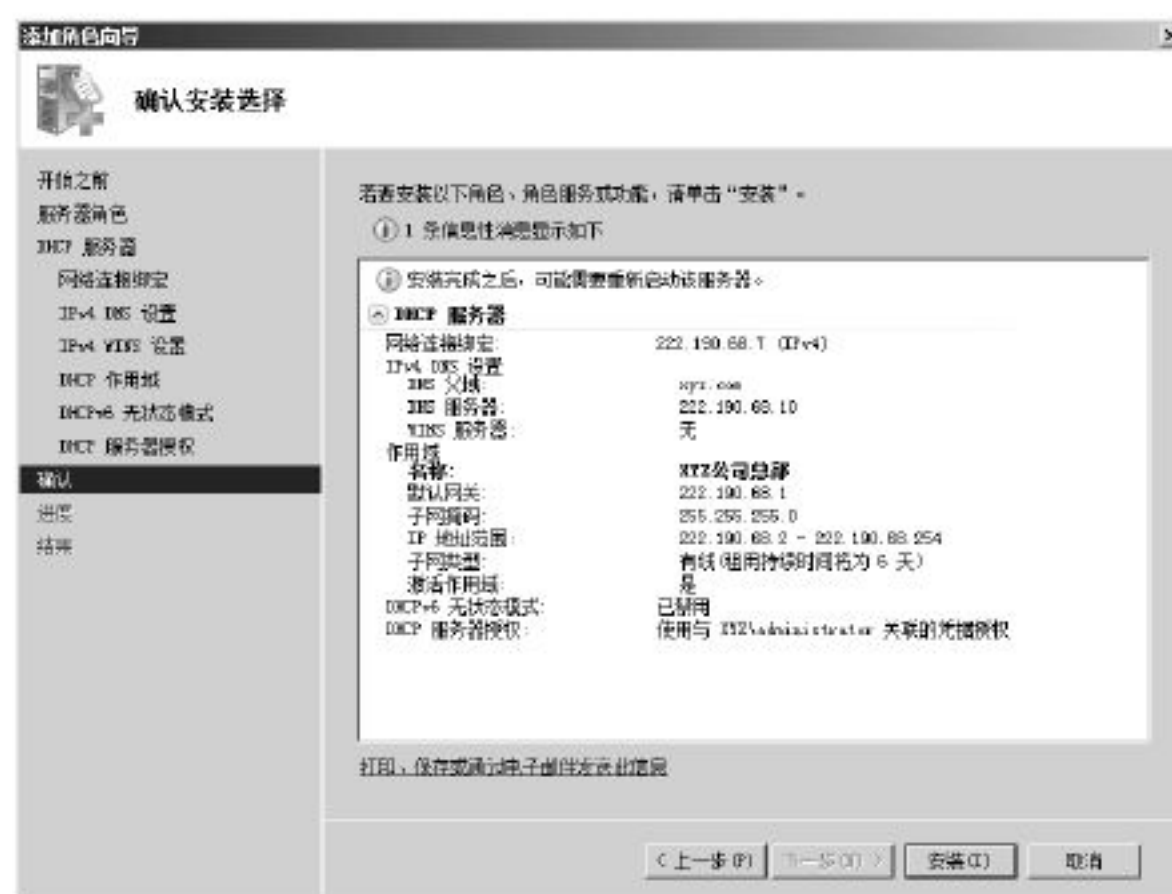 添加角色向导
确认安装选择
开始之前
服务器角色
DHCP 服务器
网络连接绑定
IPv4 DNS 设置
IPv4 WINS 设置
DHCP 作用域
DHCPv6 无状态模式
DHCP 服务器授权
确认
进度
结果
若要安装以下角色、角色服务或功能，请单击“安装”。
1 条信息性消息显示如下
安装完成之后，可能需要重新启动该服务器。
DHCP 服务器
网络连接绑定: 222.190.68.7 (IPv4)
IPv4 DNS 设置
DNS 父域: xyz.com
DNS 服务器: 222.190.68.10
WINS 服务器: 无
作用域
名称: XYZ公司总部
默认网关: 222.190.68.1
子网掩码: 255.255.255.0
IP 地址范围: 222.190.68.2 - 222.190.68.254
子网类型: 有线(租用持续时间将为 6 天)
激活作用域: 是
DHCPv6 无状态模式: 已禁用
DHCP 服务器授权: 使用与 XYZ\administrator 关联的凭据授权
打印、保存或通过电子邮件发送此信息
< 上一步(P)
下一步(N) >
安装(I)
取消